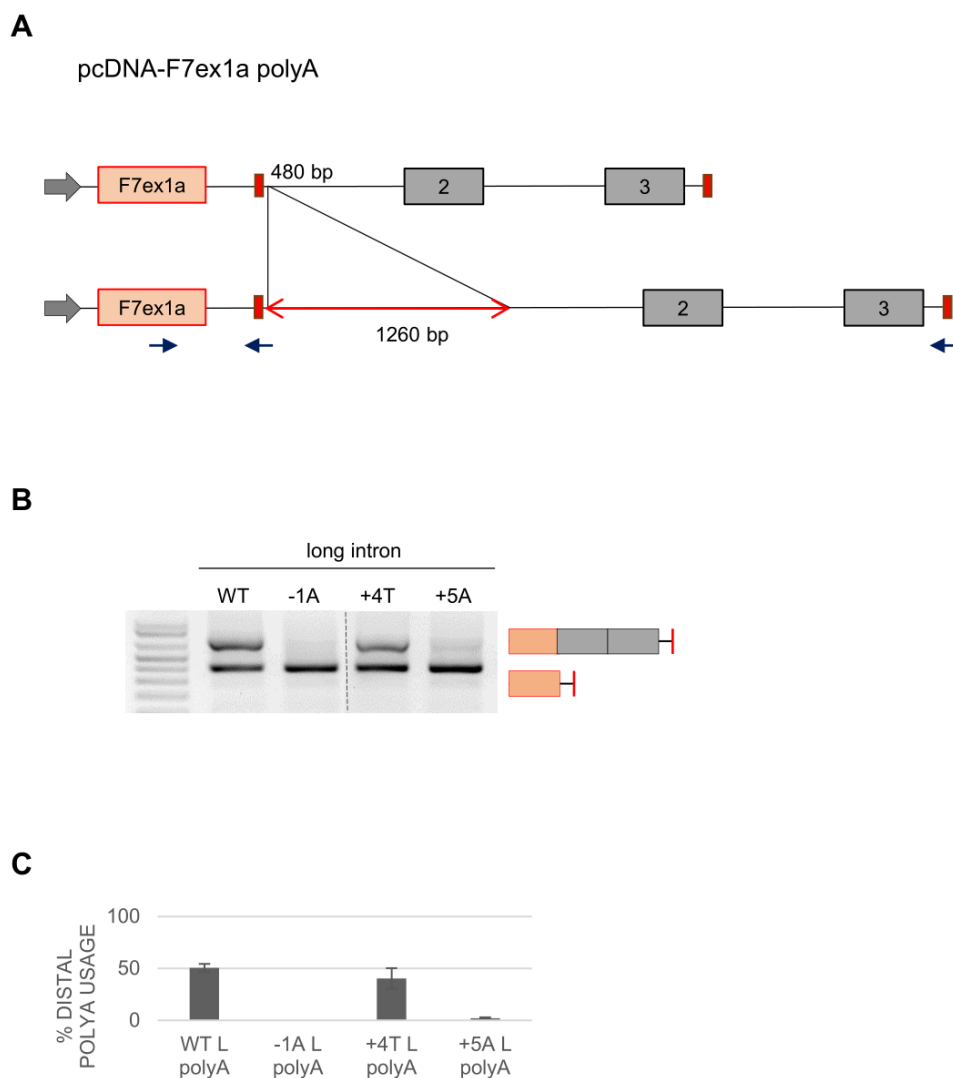 A
pcDNA-F7ex1a polyA
480 bp
F7ex1a
2
3
F7ex1a
2
3
1260 bp
B
long intron
WT
-1A
+4T
+5A
C
% DISTAL
POLYA USAGE
100
50
0
WT L
polyA
-1A L
polyA
+4T L
polyA
+5A L
polyA